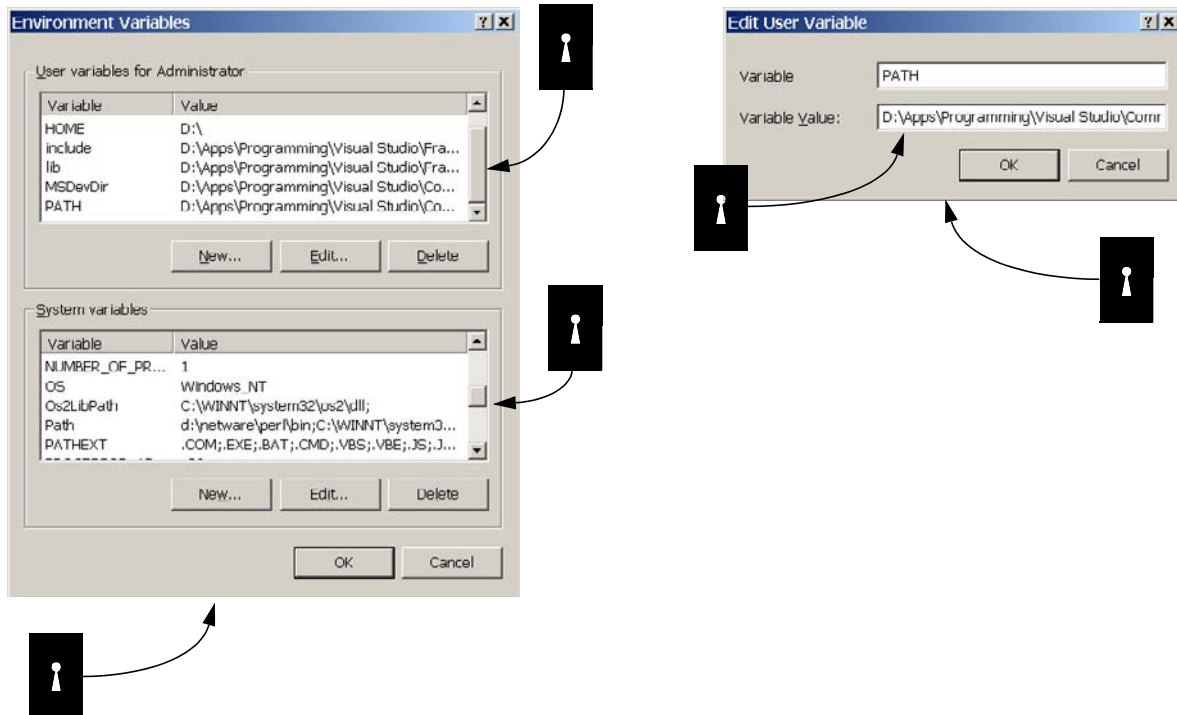 Environment Variables
User variables for Administrator
Variable Value
HOME D:\
include D:\Apps\Programming\Visual Studio\Fra...
lib D:\Apps\Programming\Visual Studio\Fra...
MSDevDir D:\Apps\Programming\Visual Studio\Co...
PATH D:\Apps\Programming\Visual Studio\Co...
New... Edit... Delete
System variables
Variable Value
NUMBER_OF_PR... 1
OS Windows_NT
Os2LibPath C:\WINNT\system32\os2\dll;
Path d:\netware\perl\bin;C:\WINNT\system3...
PATHEXT .COM;.EXE;.BAT;.CMD;.VBS;.VBE;.JS;.J...
New... Edit... Delete
OK Cancel
Edit User Variable
Variable PATH
Variable Value: D:\Apps\Programming\Visual Studio\Comr
OK Cancel